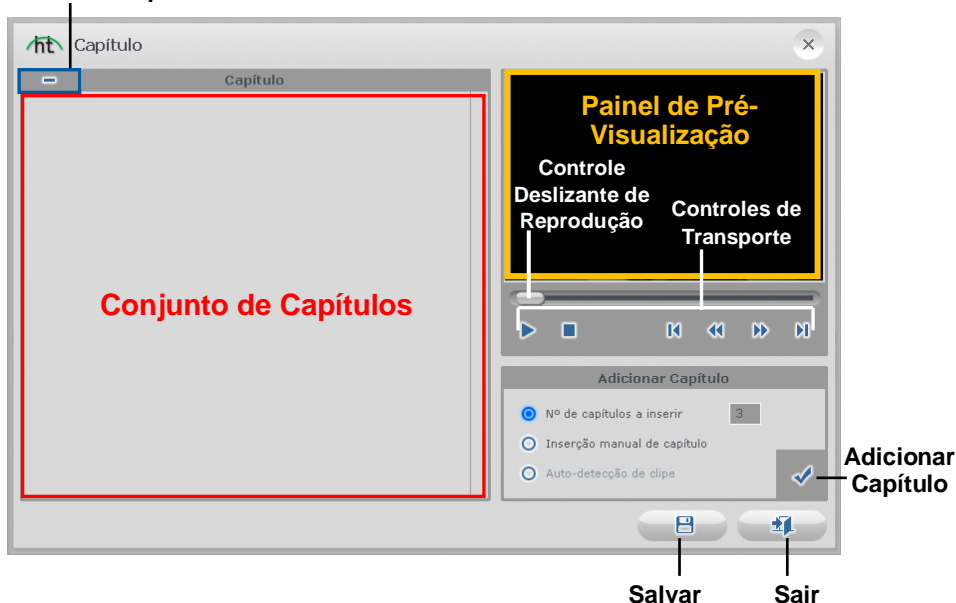 ht Capítulo
Capítulo
Painel de Pré-
Visualização
Controle
Deslizante de
Reprodução
Controles de
Transporte
Conjunto de Capítulos
Adicionar Capítulo
Nº de capítulos a inserir 3
Inserção manual de capítulo
Auto-detecção de clipe
Adicionar
Capítulo
Salvar
Sair